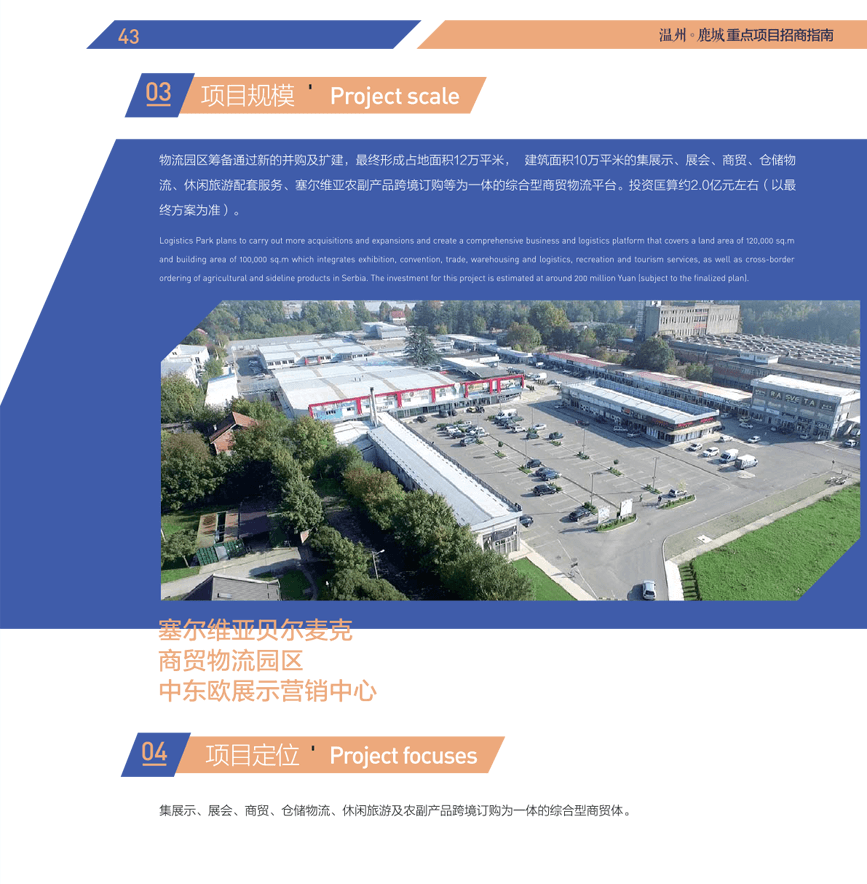 43
温州·鹿城重点项目招商指南
03 项目规模 ' Project scale
物流园区筹备通过新的并购及扩建，最终形成占地面积12万平米， 建筑面积10万平米的集展示、展会、商贸、仓储物
流、休闲旅游配套服务、塞尔维亚农副产品跨境订购等为一体的综合型商贸物流平台。投资匡算约2.0亿元左右（以最
终方案为准）。
Logistics Park plans to carry out more acquisitions and expansions and create a comprehensive business and logistics platform that covers a land area of 120,000 sq.m
and building area of 100,000 sq.m which integrates exhibition, convention, trade, warehousing and logistics, recreation and tourism services, as well as cross-border
ordering of agricultural and sideline products in Serbia. The investment for this project is estimated at around 200 million Yuan (subject to the finalized plan).
塞尔维亚贝尔麦克
商贸物流园区
中东欧展示营销中心
04 项目定位 ' Project focuses
集展示、展会、商贸、仓储物流、休闲旅游及农副产品跨境订购为一体的综合型商贸体。